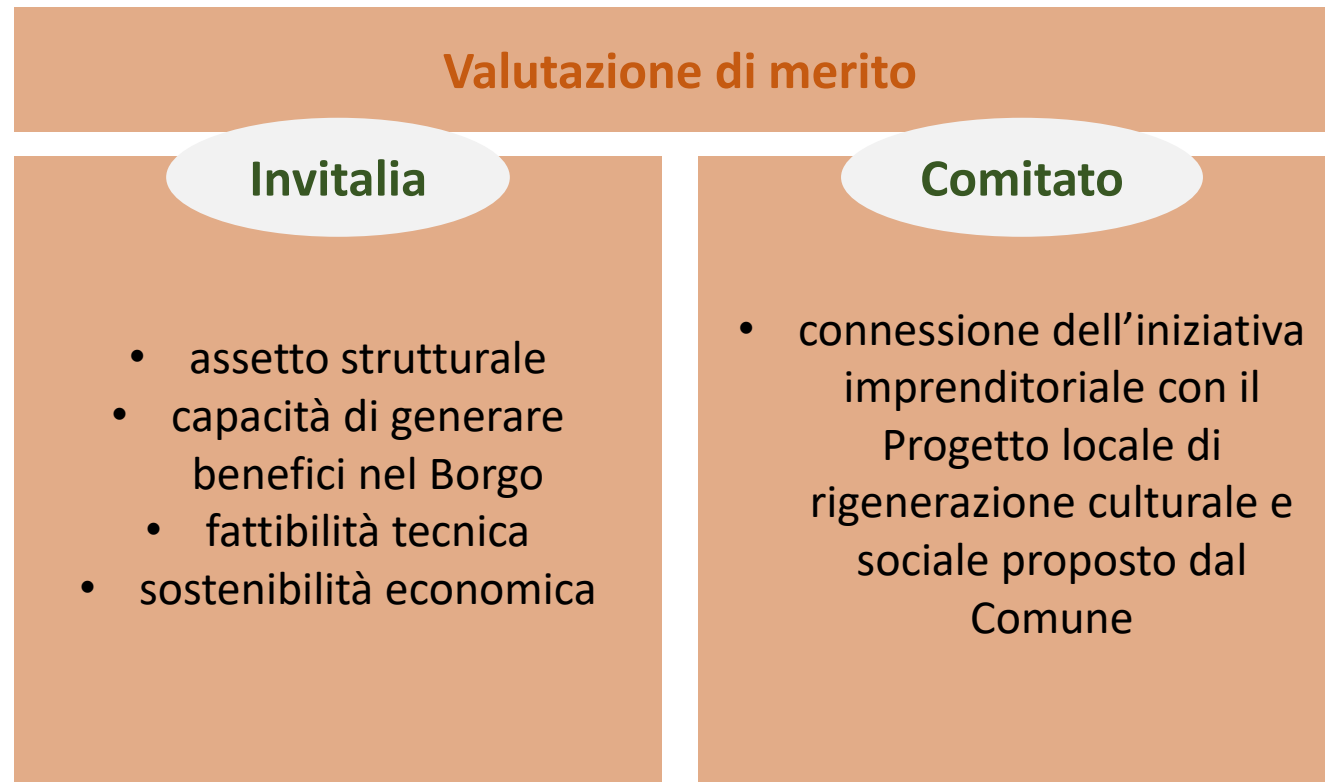 Valutazione di merito
Invitalia
• assetto strutturale
• capacità di generare
benefici nel Borgo
• fattibilità tecnica
• sostenibilità economica
Comitato
• connessione dell’iniziativa
imprenditoriale con il
Progetto locale di
rigenerazione culturale e
sociale proposto dal
Comune